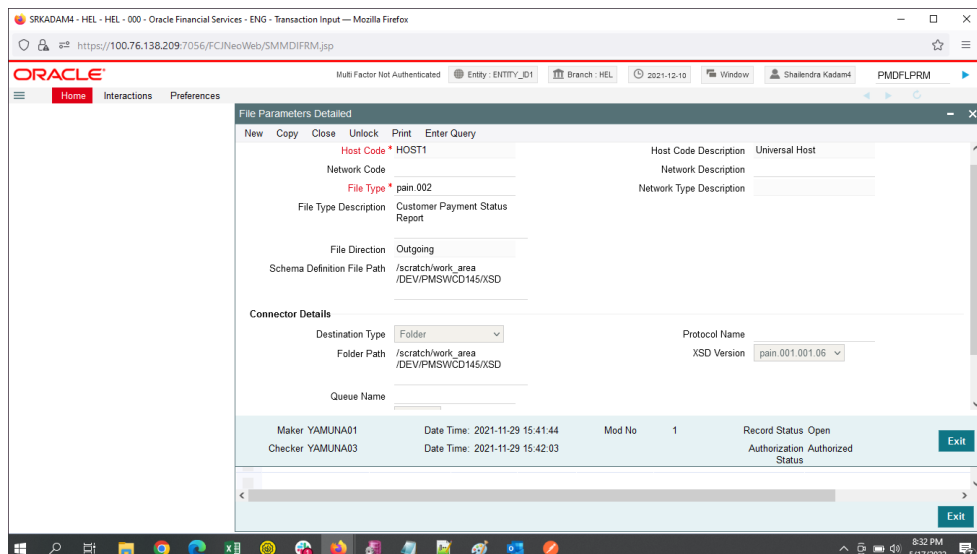 SRKADAM4 - HEL - HEL - 000 - Oracle Financial Services - ENG - Transaction Input — Mozilla Firefox
https://100.76.138.209:7056/FCJNeoWeb/SMMDIFRM.jsp
ORACLE Multi Factor Not Authenticated Entity : ENTITY_ID1 Branch : HEL 2021-12-10 Window Shailendra Kadam4 PMDFLPRM
Home Interactions Preferences
File Parameters Detailed
New Copy Close Unlock Print Enter Query
Host Code * HOST1 Host Code Description Universal Host
Network Code Network Description
File Type * pain.002 Network Type Description
File Type Description Customer Payment Status
Report
File Direction Outgoing
Schema Definition File Path /scratch/work_area
/DEV/PMSWCD145/XSD
Connector Details
Destination Type Folder Protocol Name
Folder Path /scratch/work_area XSD Version pain.001.001.06
/DEV/PMSWCD145/XSD
Queue Name
Maker YAMUNA01 Date Time: 2021-11-29 15:41:44 Mod No 1 Record Status Open
Exit
Checker YAMUNA03 Date Time: 2021-11-29 15:42:03 Authorization Authorized
Status
Exit
8:32 PM